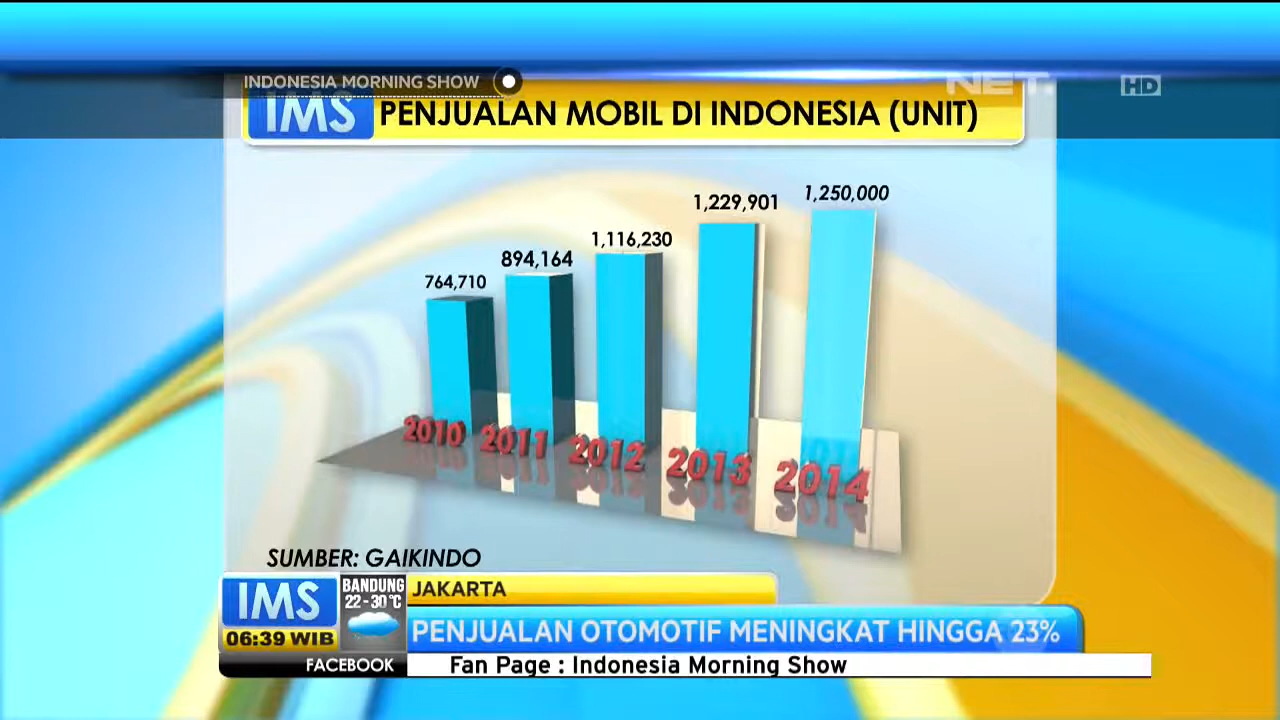 INDONESIA MORNING SHOW
NET.
HD
IMS PENJUALAN MOBIL DI INDONESIA (UNIT)
764,710
894,164
1,116,230
1,229,901
1,250,000
2010
2011
2012
2013
2014
SUMBER: GAIKINDO
IMS
06:39 WIB
BANDUNG
22-30°C
JAKARTA
PENJUALAN OTOMOTIF MENINGKAT HINGGA 23%
FACEBOOK
Fan Page : Indonesia Morning Show